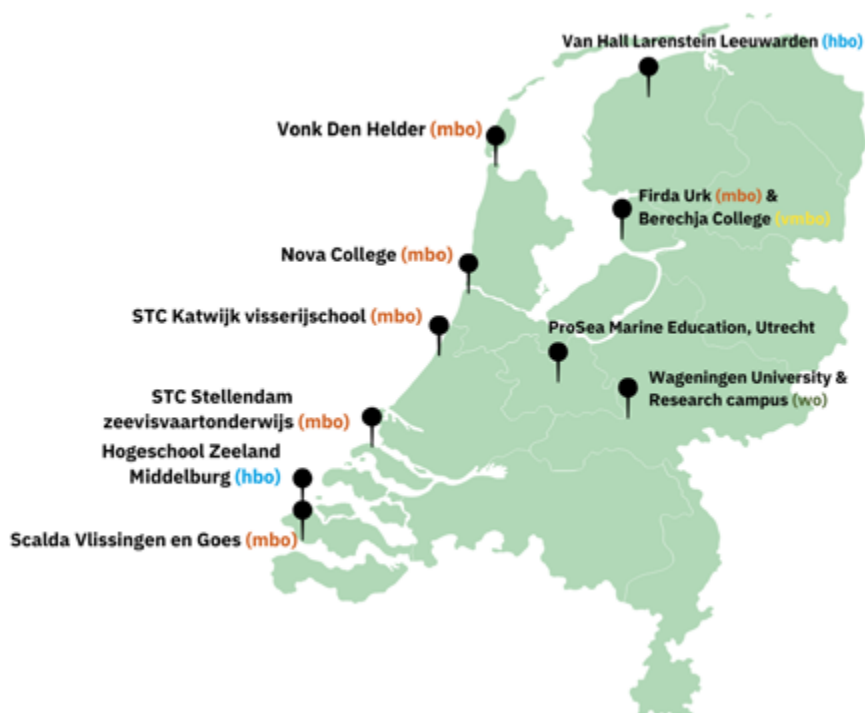 Van Hall Larenstein Leeuwarden (hbo)
Vonk Den Helder (mbo)
Firda Urk (mbo) &
Berechja College (vmbo)
Nova College (mbo)
STC Katwijk visserijschool (mbo)
ProSea Marine Education, Utrecht
Wageningen University &
Research campus (wo)
STC Stellendam
zeevisvaartonderwijs (mbo)
Hogeschool Zeeland
Middelburg (hbo)
Scalda Vlissingen en Goes (mbo)